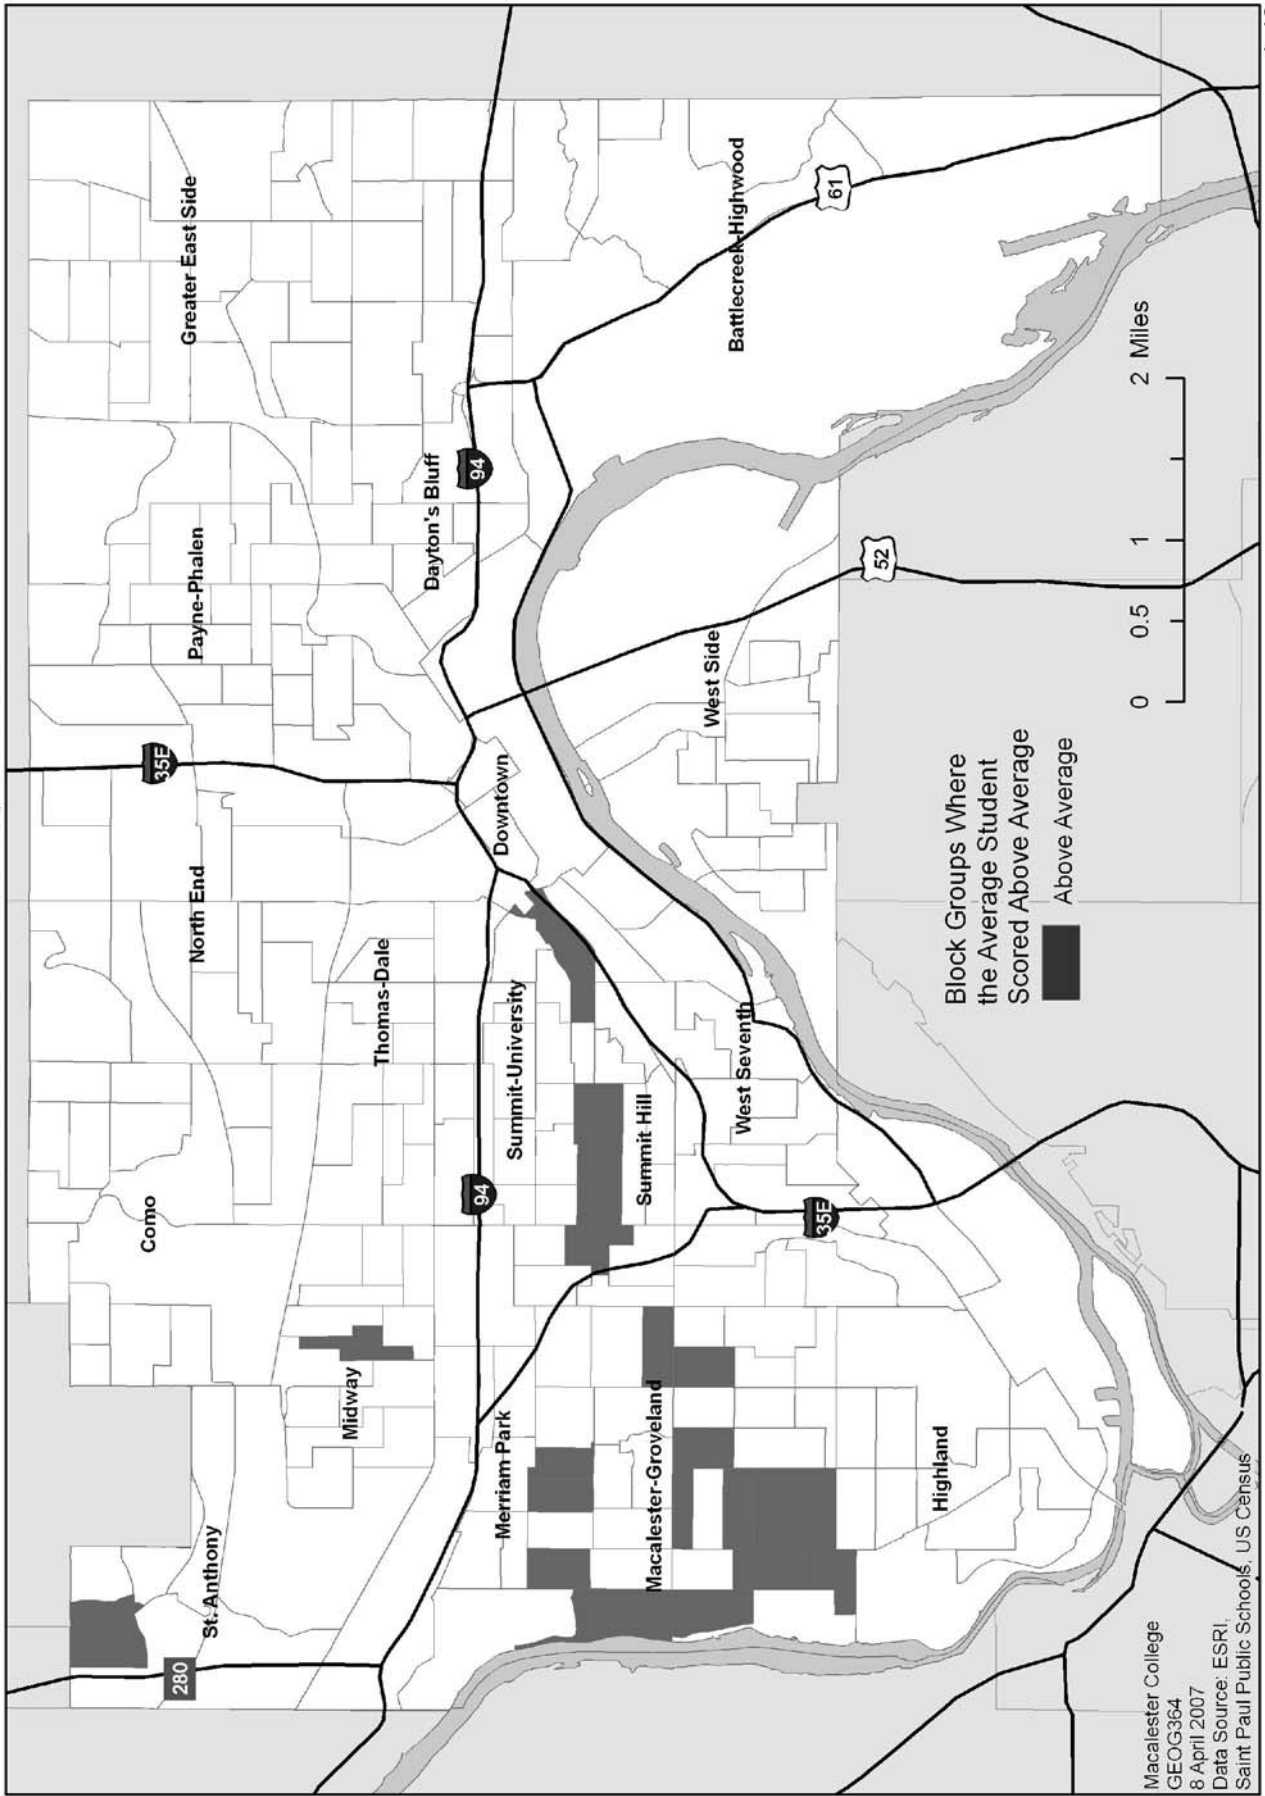 Greater East Side
Payne-Phalen
35E
North End
Como
St. Anthony
280
Thomas-Dale
Midway
Dayton's Bluff
94
Downtown
Summit-University
94
Merriam Park
Battlecreek-Highwood
61
West Side
52
Summit Hill
West Seventh
35E
Macalester-Groveland
Highland
Block Groups Where
the Average Student
Scored Above Average
Above Average
0 0.5 1 2 Miles
Macalester College
GEOG364
8 April 2007
Data Source: ESRI,
Saint Paul Public Schools, US Census